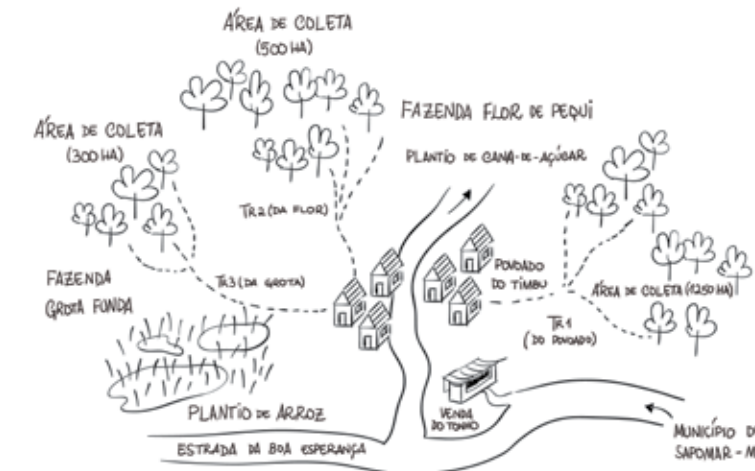 ÁREA DE COLETA
(500 HA)
FAZENDA FLOR DE PEQUI
ÁREA DE COLETA
(300 HA)
PLANTIO DE CANA-DE-AÇÚCAR
TR2 (DA FLOR)
POVOADO
DO TIMBU
FAZENDA
GROTA FUNDA
TR3 (DA GROTA)
ÁREA DE COLETA (1250 HA)
TR1
(DO POVOADO)
PLANTIO DE ARROZ
VENDA
DO TONHO
ESTRADA DA BOA ESPERANÇA
MUNICÍPIO
SAPOMAR -